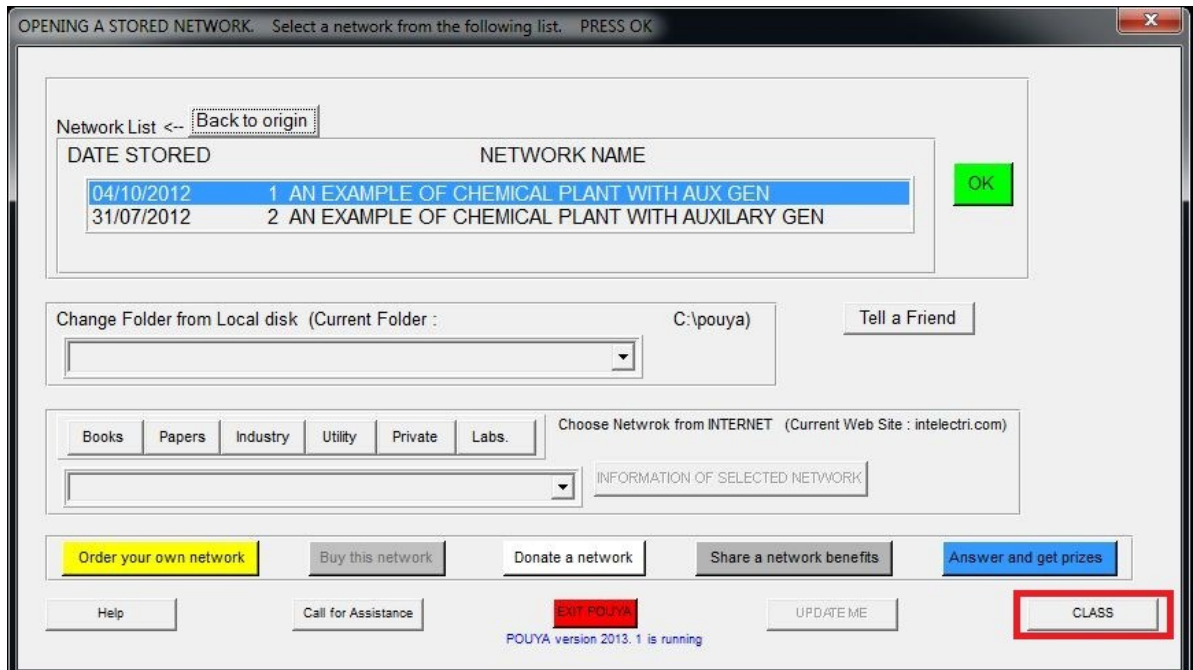 OPENING A STORED NETWORK. Select a network from the following list. PRESS OK
Network List <-- Back to origin
DATE STORED NETWORK NAME
04/10/2012 1 AN EXAMPLE OF CHEMICAL PLANT WITH AUX GEN
OK
31/07/2012 2 AN EXAMPLE OF CHEMICAL PLANT WITH AUXILARY GEN
Change Folder from Local disk (Current Folder : C:\pouya)
Tell a Friend
Books Papers Industry Utility Private Labs.
Choose Netwrok from INTERNET (Current Web Site : intelectri.com)
INFORMATION OF SELECTED NETWORK
Order your own network Buy this network Donate a network Share a network benefits Answer and get prizes
Help Call for Assistance EXIT POUYA UPDATE ME CLASS
POUYA version 2013. 1 is running